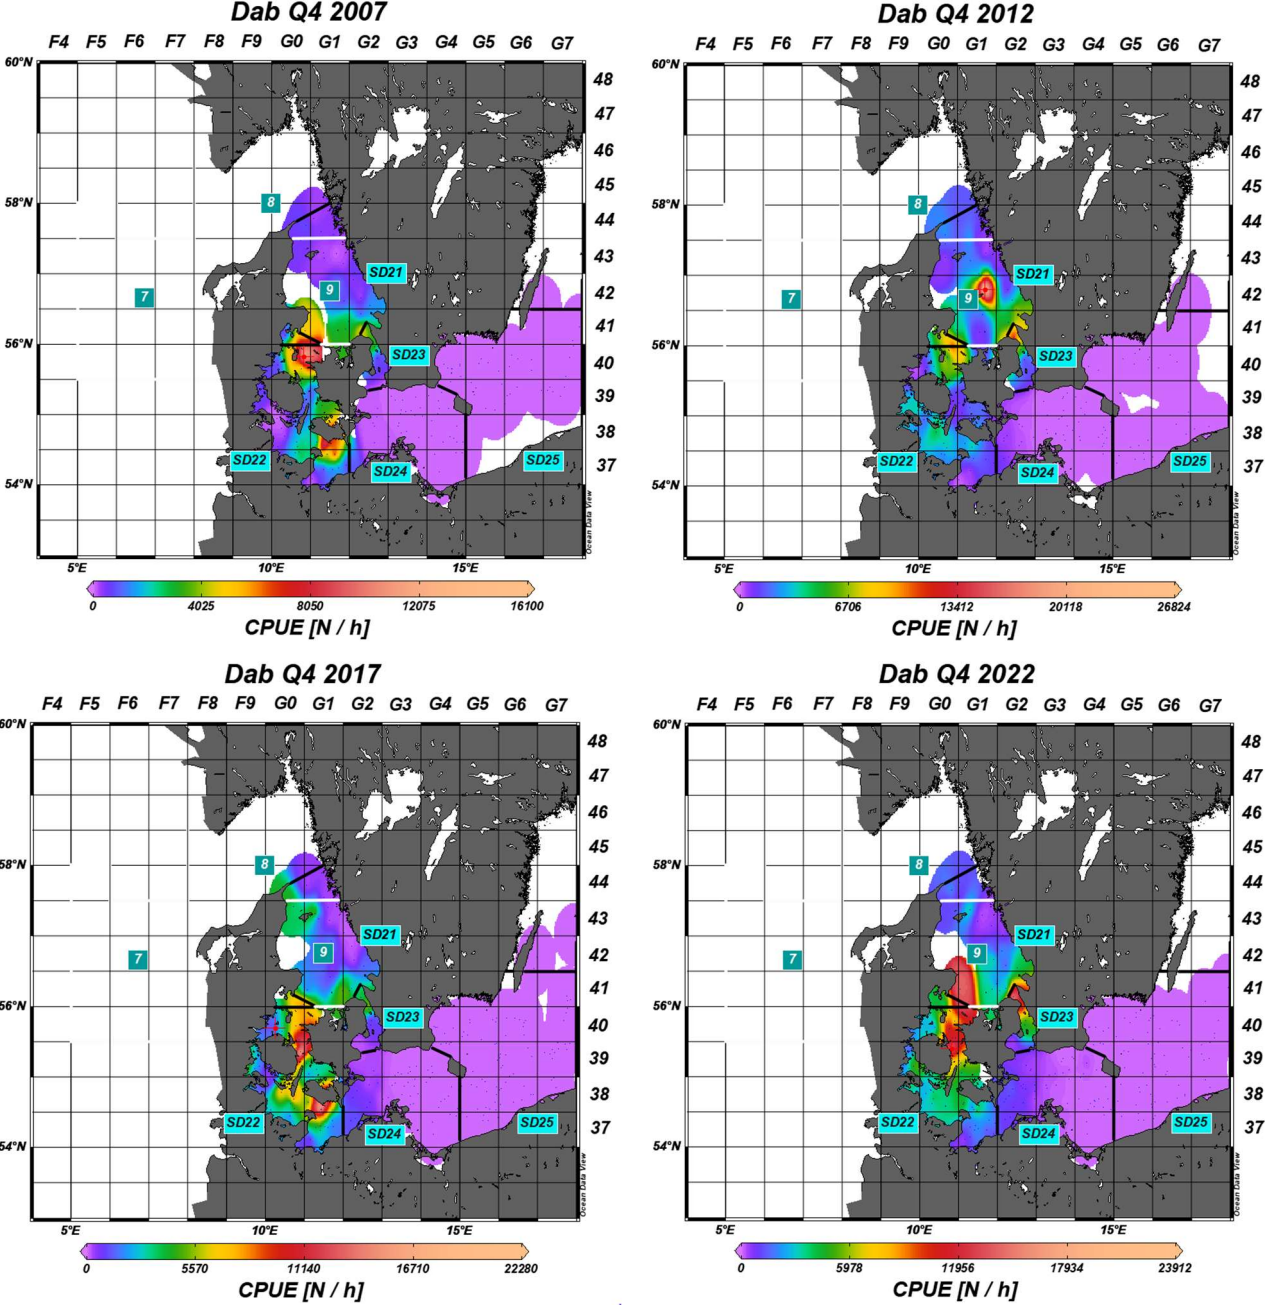 Dab Q4 2007
F4 F5 F6 F7 F8 F9 G0 G1 G2 G3 G4 G5 G6 G7
60°N
48
47
46
45
58°N
8
44
43
SD21
7
9
42
41
56°N
SD23
40
39
38
SD22
SD24
SD25
37
54°N
Ocean Data View
5°E 10°E 15°E
0 4025 8050 12075 16100
CPUE [N / h]
Dab Q4 2012
F4 F5 F6 F7 F8 F9 G0 G1 G2 G3 G4 G5 G6 G7
60°N
48
47
46
45
58°N
8
44
43
SD21
7
9
42
41
56°N
SD23
40
39
38
SD22
SD24
SD25
37
54°N
Ocean Data View
5°E 10°E 15°E
0 6706 13412 20118 26824
CPUE [N / h]
Dab Q4 2017
F4 F5 F6 F7 F8 F9 G0 G1 G2 G3 G4 G5 G6 G7
60°N
48
47
46
45
58°N
8
44
43
SD21
7
9
42
41
56°N
SD23
40
39
38
SD22
SD24
SD25
37
54°N
Ocean Data View
5°E 10°E 15°E
0 5570 11140 16710 22280
CPUE [N / h]
Dab Q4 2022
F4 F5 F6 F7 F8 F9 G0 G1 G2 G3 G4 G5 G6 G7
60°N
48
47
46
45
58°N
8
44
43
SD21
7
9
42
41
56°N
SD23
40
39
38
SD22
SD24
SD25
37
54°N
Ocean Data View
5°E 10°E 15°E
0 5978 11956 17934 23912
CPUE [N / h]